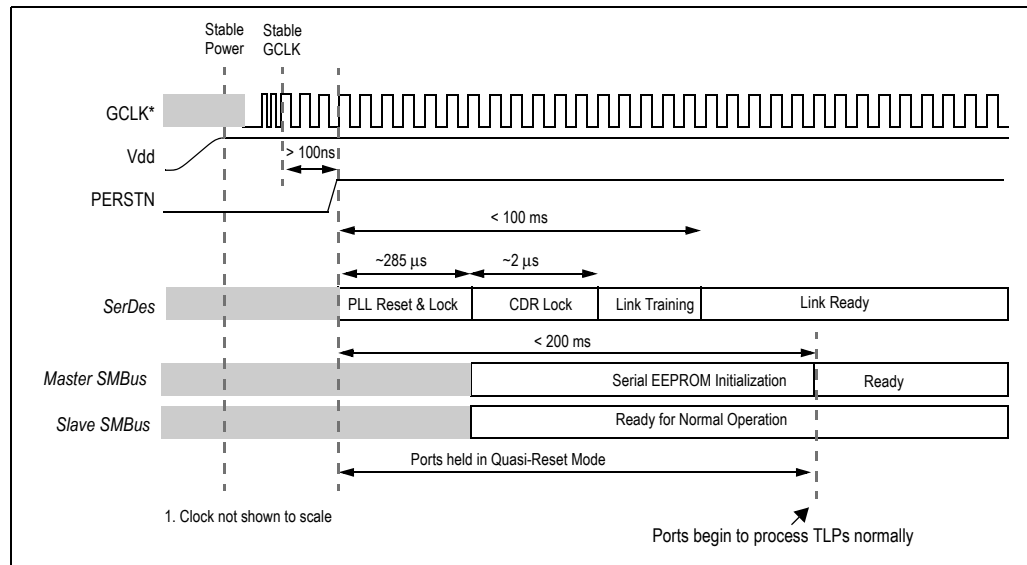 Stable
Power
Stable
GCLK
GCLK*
Vdd
> 100ns
PERSTN
< 100 ms
~285 μs
~2 μs
SerDes
PLL Reset & Lock
CDR Lock
Link Training
Link Ready
< 200 ms
Master SMBus
Serial EEPROM Initialization
Ready
Slave SMBus
Ready for Normal Operation
Ports held in Quasi-Reset Mode
1. Clock not shown to scale
Ports begin to process TLPs normally